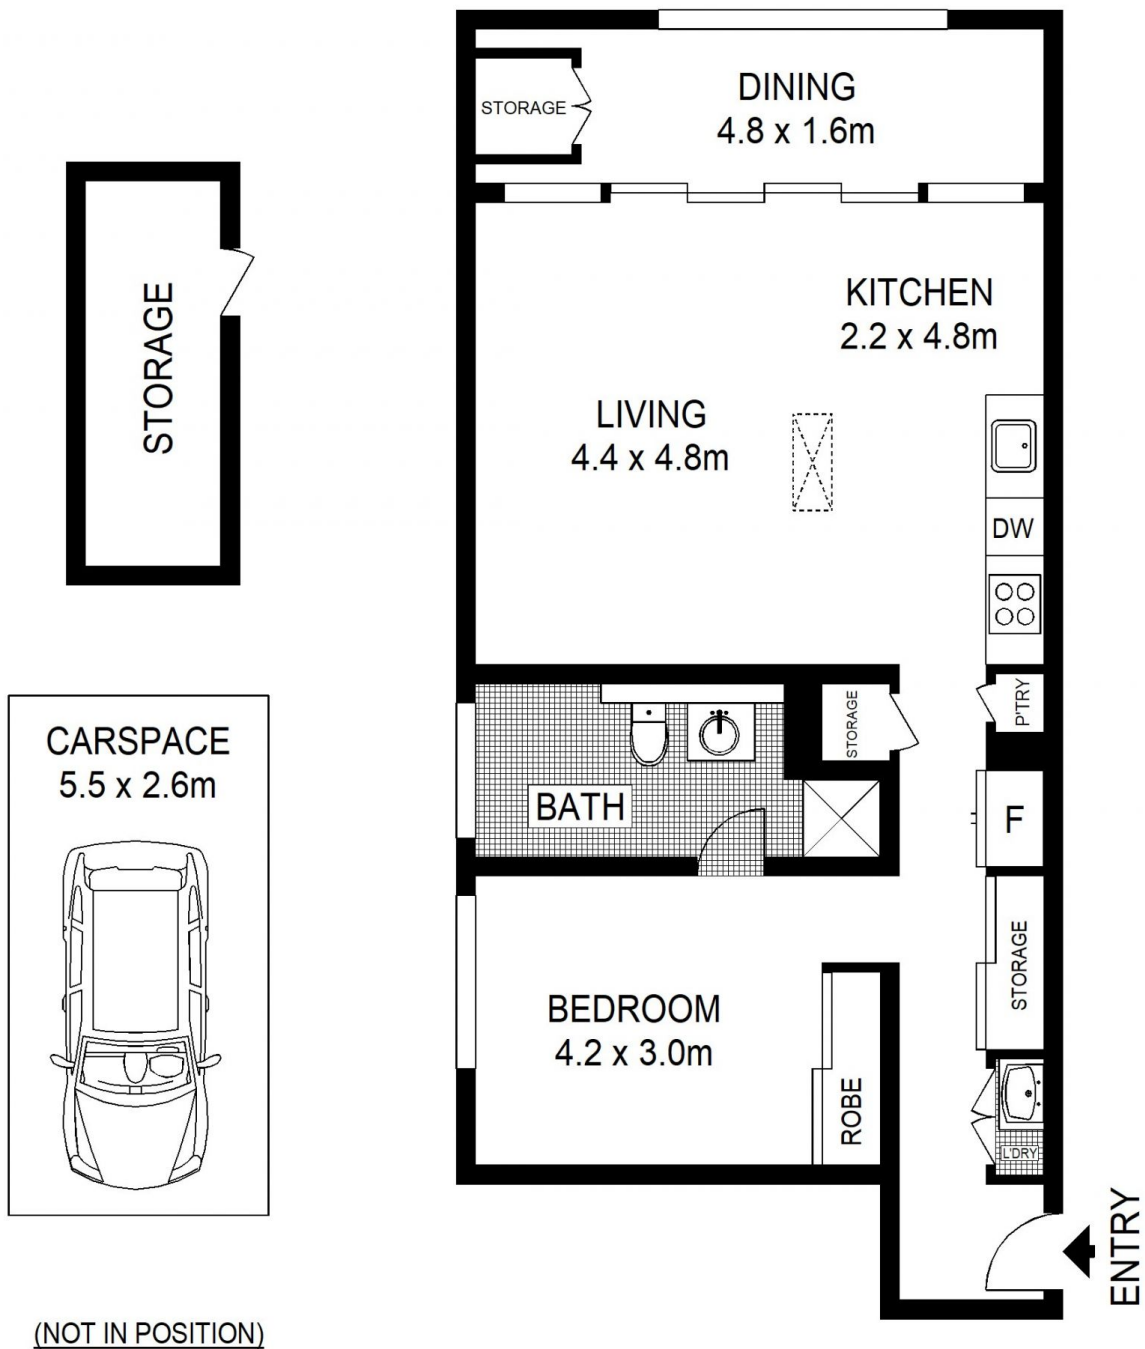 STORAGE
DINING
4.8 x 1.6m
STORAGE
KITCHEN
2.2 x 4.8m
LIVING
4.4 x 4.8m
DW
STORAGE
P'TRY
CARSPACE
5.5 x 2.6m
BATH
F
STORAGE
BEDROOM
4.2 x 3.0m
ROBE
L'DRY
ENTRY
(NOT IN POSITION)